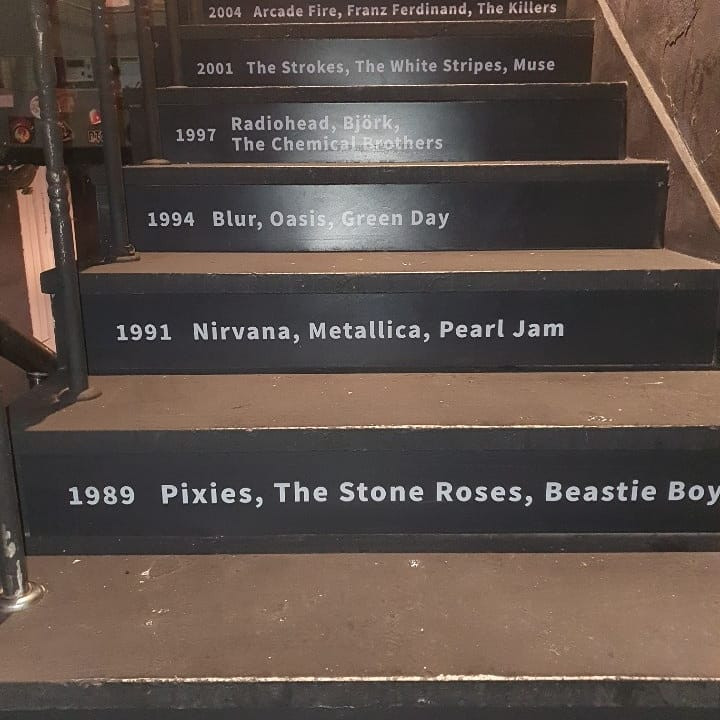 2004 Arcade Fire, Franz Ferdinand, The Killers
2001 The Strokes, The White Stripes, Muse
1997 Radiohead, Björk,
The Chemical Brothers
1994 Blur, Oasis, Green Day
1991 Nirvana, Metallica, Pearl Jam
1989 Pixies, The Stone Roses, Beastie Boy